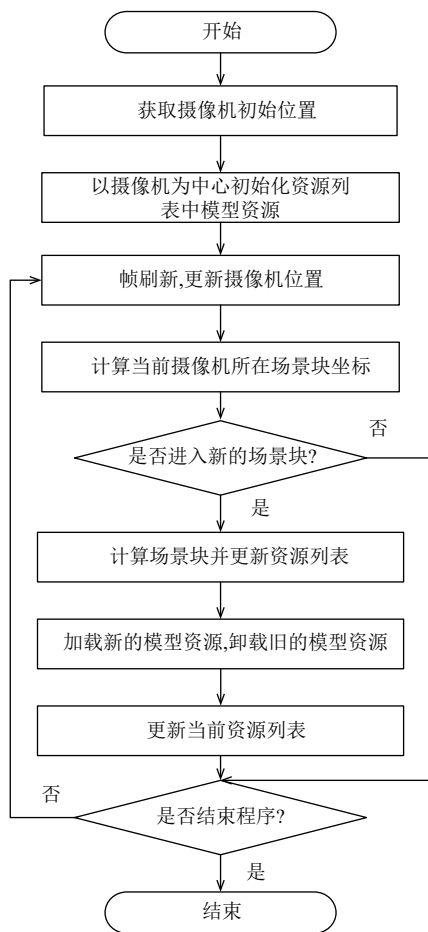 开始
获取摄像机初始位置
以摄像机为中心初始化资源列
表中模型资源
帧刷新,更新摄像机位置
计算当前摄像机所在场景块坐标
是否进入新的场景块?
否
是
计算场景块并更新资源列表
加载新的模型资源,卸载旧的模型资源
更新当前资源列表
否
是否结束程序?
是
结束